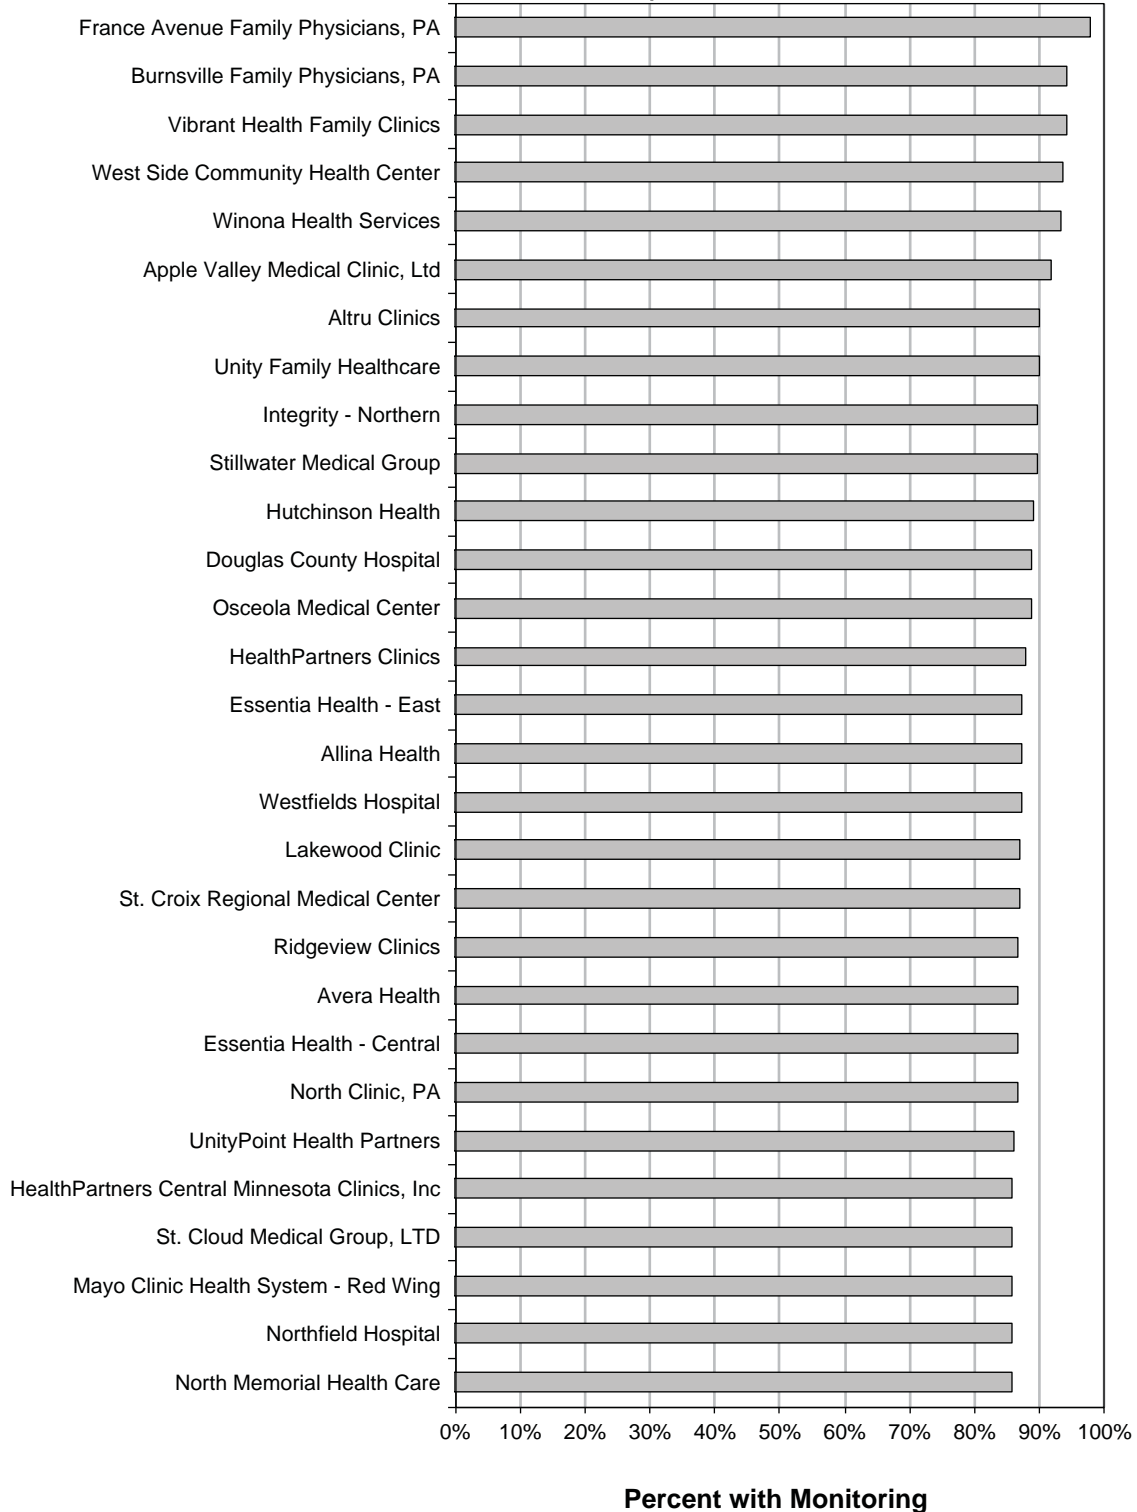 France Avenue Family Physicians, PA
Burnsville Family Physicians, PA
Vibrant Health Family Clinics
West Side Community Health Center
Winona Health Services
Apple Valley Medical Clinic, Ltd
Altru Clinics
Unity Family Healthcare
Integrity - Northern
Stillwater Medical Group
Hutchinson Health
Douglas County Hospital
Osceola Medical Center
HealthPartners Clinics
Essentia Health - East
Allina Health
Westfields Hospital
Lakewood Clinic
St. Croix Regional Medical Center
Ridgeview Clinics
Avera Health
Essentia Health - Central
North Clinic, PA
UnityPoint Health Partners
HealthPartners Central Minnesota Clinics, Inc
St. Cloud Medical Group, LTD
Mayo Clinic Health System - Red Wing
Northfield Hospital
North Memorial Health Care
0% 10% 20% 30% 40% 50% 60% 70% 80% 90% 100%
Percent with Monitoring